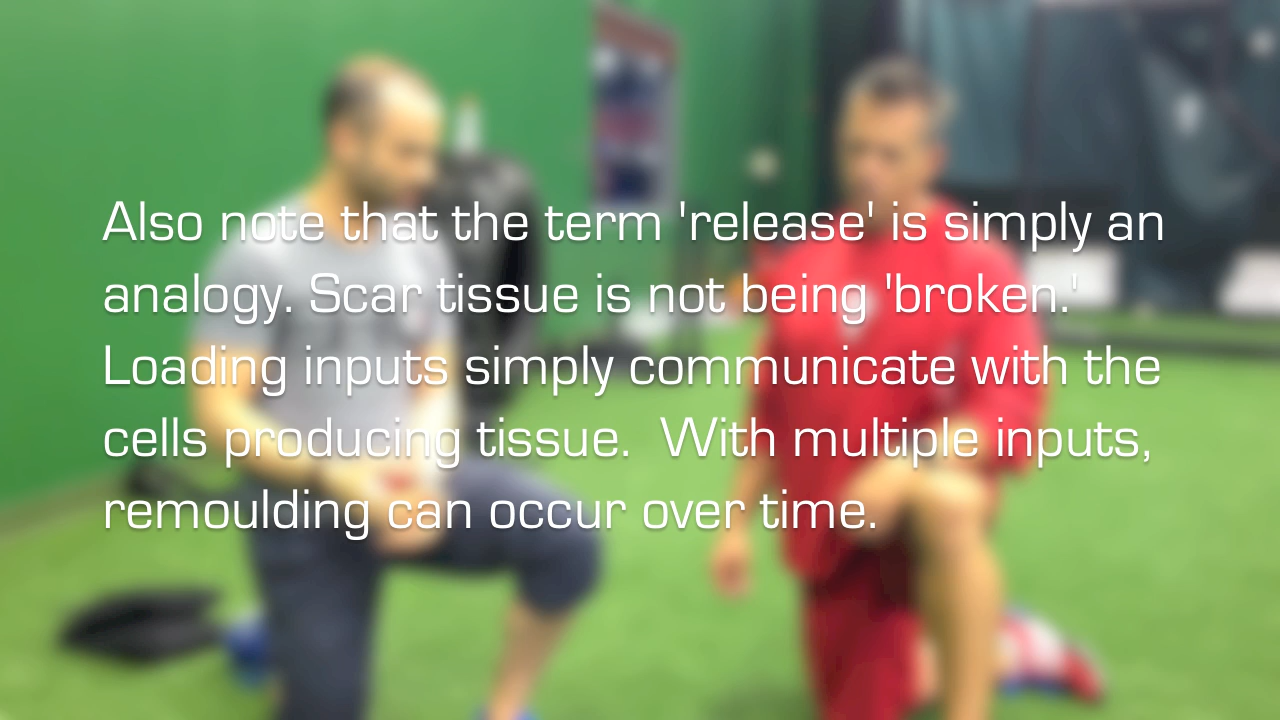 Also note that the term 'release' is simply an
analogy. Scar tissue is not being 'broken.'
Loading inputs simply communicate with the
cells producing tissue.  With multiple inputs,
remoulding can occur over time.